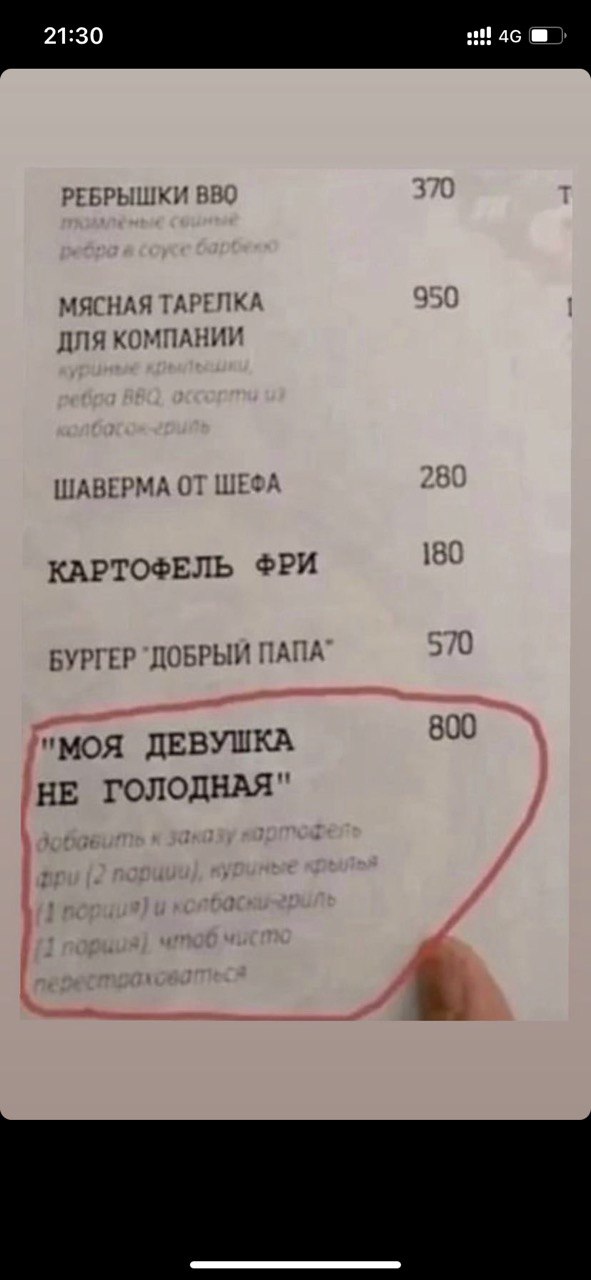 21:30
4G
РЕБРЫШКИ BBQ 370
томлёные свиные
ребра в соусе барбекю
МЯСНАЯ ТАРЕЛКА 950
ДЛЯ КОМПАНИИ
куриные крылышки,
ребра BBQ, ассорти из
колбасок-гриль
ШАВЕРМА ОТ ШЕФА 280
КАРТОФЕЛЬ ФРИ 180
БУРГЕР "ДОБРЫЙ ПАПА" 570
"МОЯ ДЕВУШКА 800
НЕ ГОЛОДНАЯ"
добавить к заказу картофель
фри (2 порции), куриные крылья
(1 порция) и колбаски-гриль
(1 порция), чтоб чисто
перестраховаться